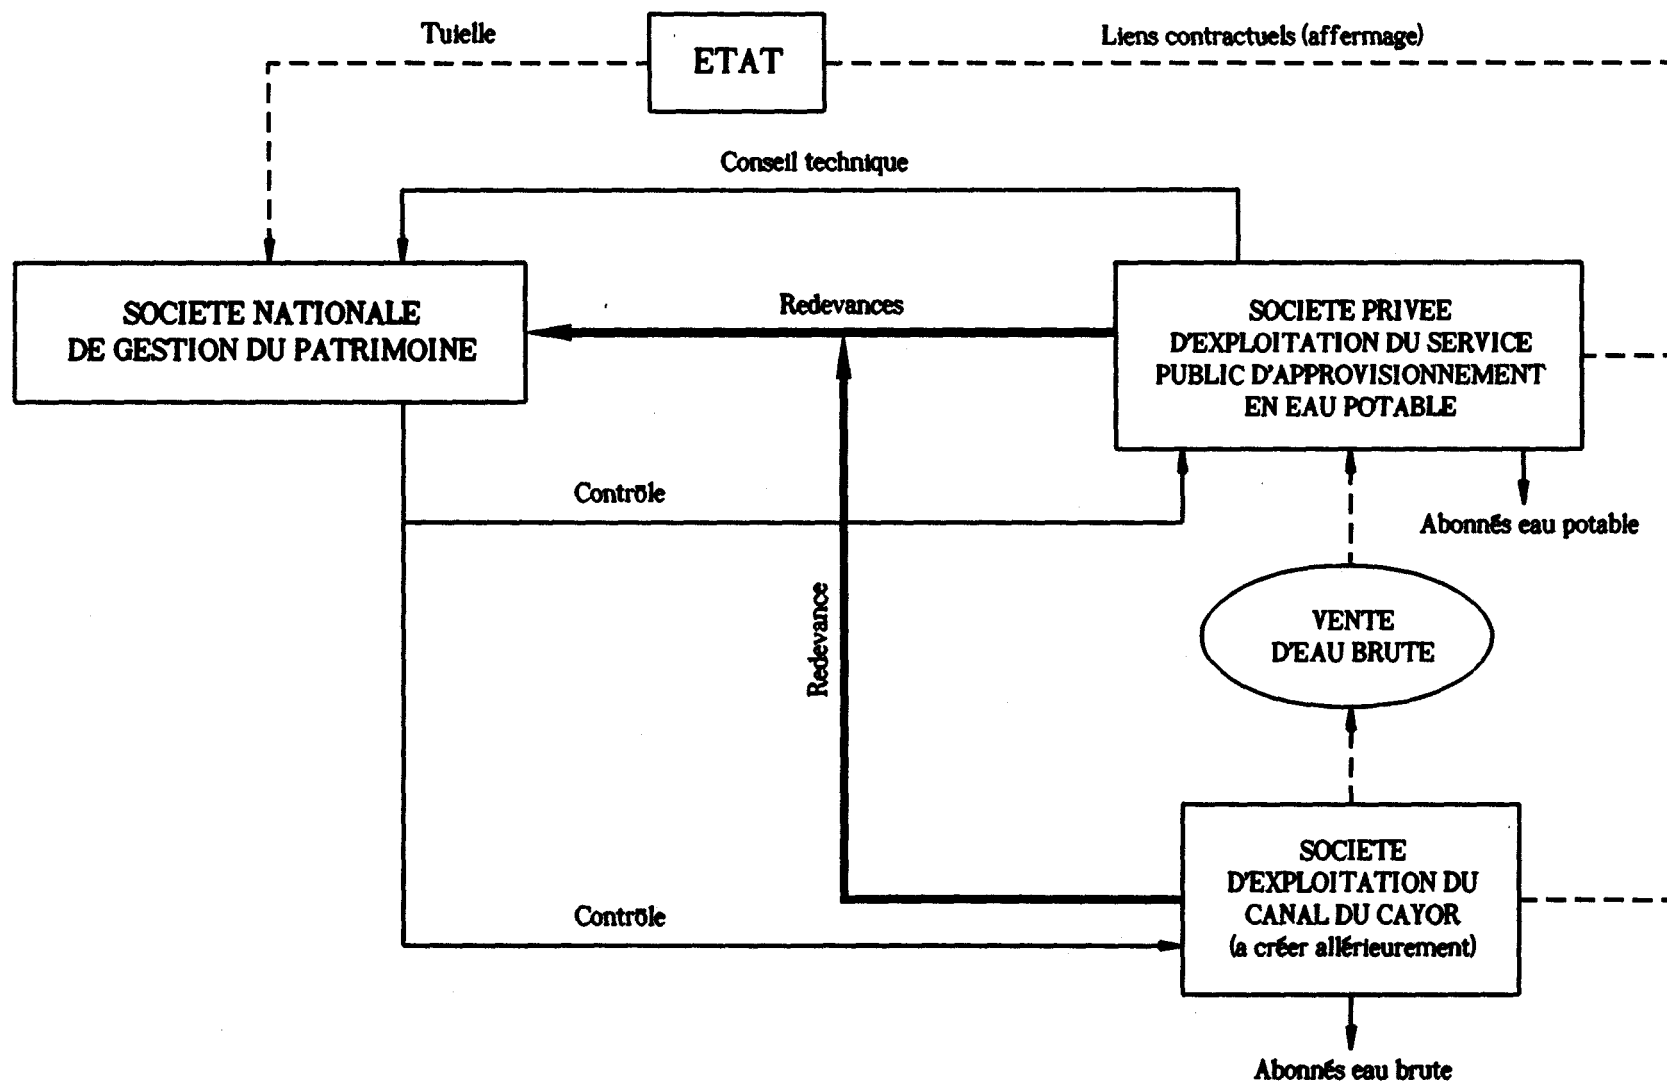 Tuielle
ETAT
Liens contractuels (affermage)
Conseil technique
SOCIETE NATIONALE
DE GESTION DU PATRIMOINE
Redevances
SOCIETE PRIVEE
D'EXPLOITATION DU SERVICE
PUBLIC D'APPROVISIONNEMENT
EN EAU POTABLE
Contrôle
Abonnés eau potable
Redevance
VENTE
D'EAU BRUTE
SOCIETE
D'EXPLOITATION DU
CANAL DU CAYOR
(a créer allérieurement)
Contrôle
Abonnés eau brute